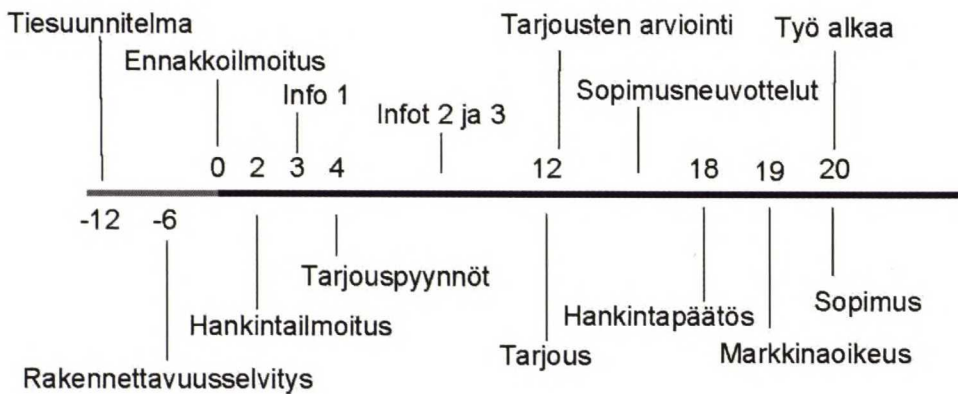 Tiesuunnitelma
Tarjousten arviointi
Työ alkaa
Ennakkoilmoitus
Info 1
Infot 2 ja 3
Sopimusneuvottelut
0 2 3 4 12 18 19 20
-12 -6
Tarjouspyynnöt
Sopimus
Hankintailmoitus
Hankintapäätös
Tarjous
Markkinaoikeus
Rakennettavuusselvitys